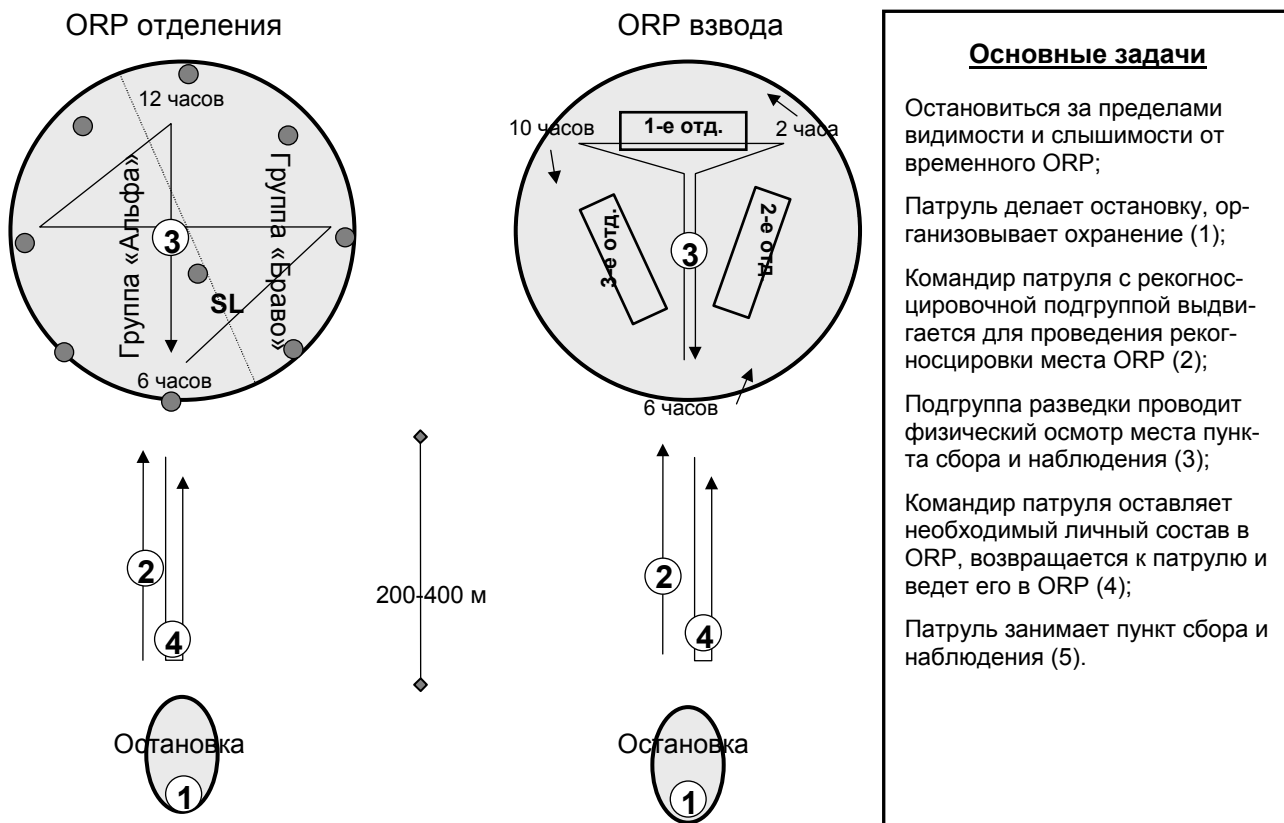 ORP отделения
12 часов
Группа «Альфа»
Группа «Браво»
3
SL
6 часов
2
4
Остановка
1
200-400 м
ORP взвода
10 часов
1-е отд.
2 часа
3-е отд.
2-е отд
3
6 часов
2
4
Остановка
1
Основные задачи
Остановиться за пределами
видимости и слышимости от
временного ORP;
Патруль делает остановку, ор-
ганизовывает охранение (1);
Командир патруля с рекогнос-
цировочной подгруппой выдви-
гается для проведения реког-
носцировки места ORP (2);
Подгруппа разведки проводит
физический осмотр места пунк-
та сбора и наблюдения (3);
Командир патруля оставляет
необходимый личный состав в
ORP, возвращается к патрулю и
ведет его в ORP (4);
Патруль занимает пункт сбора и
наблюдения (5).